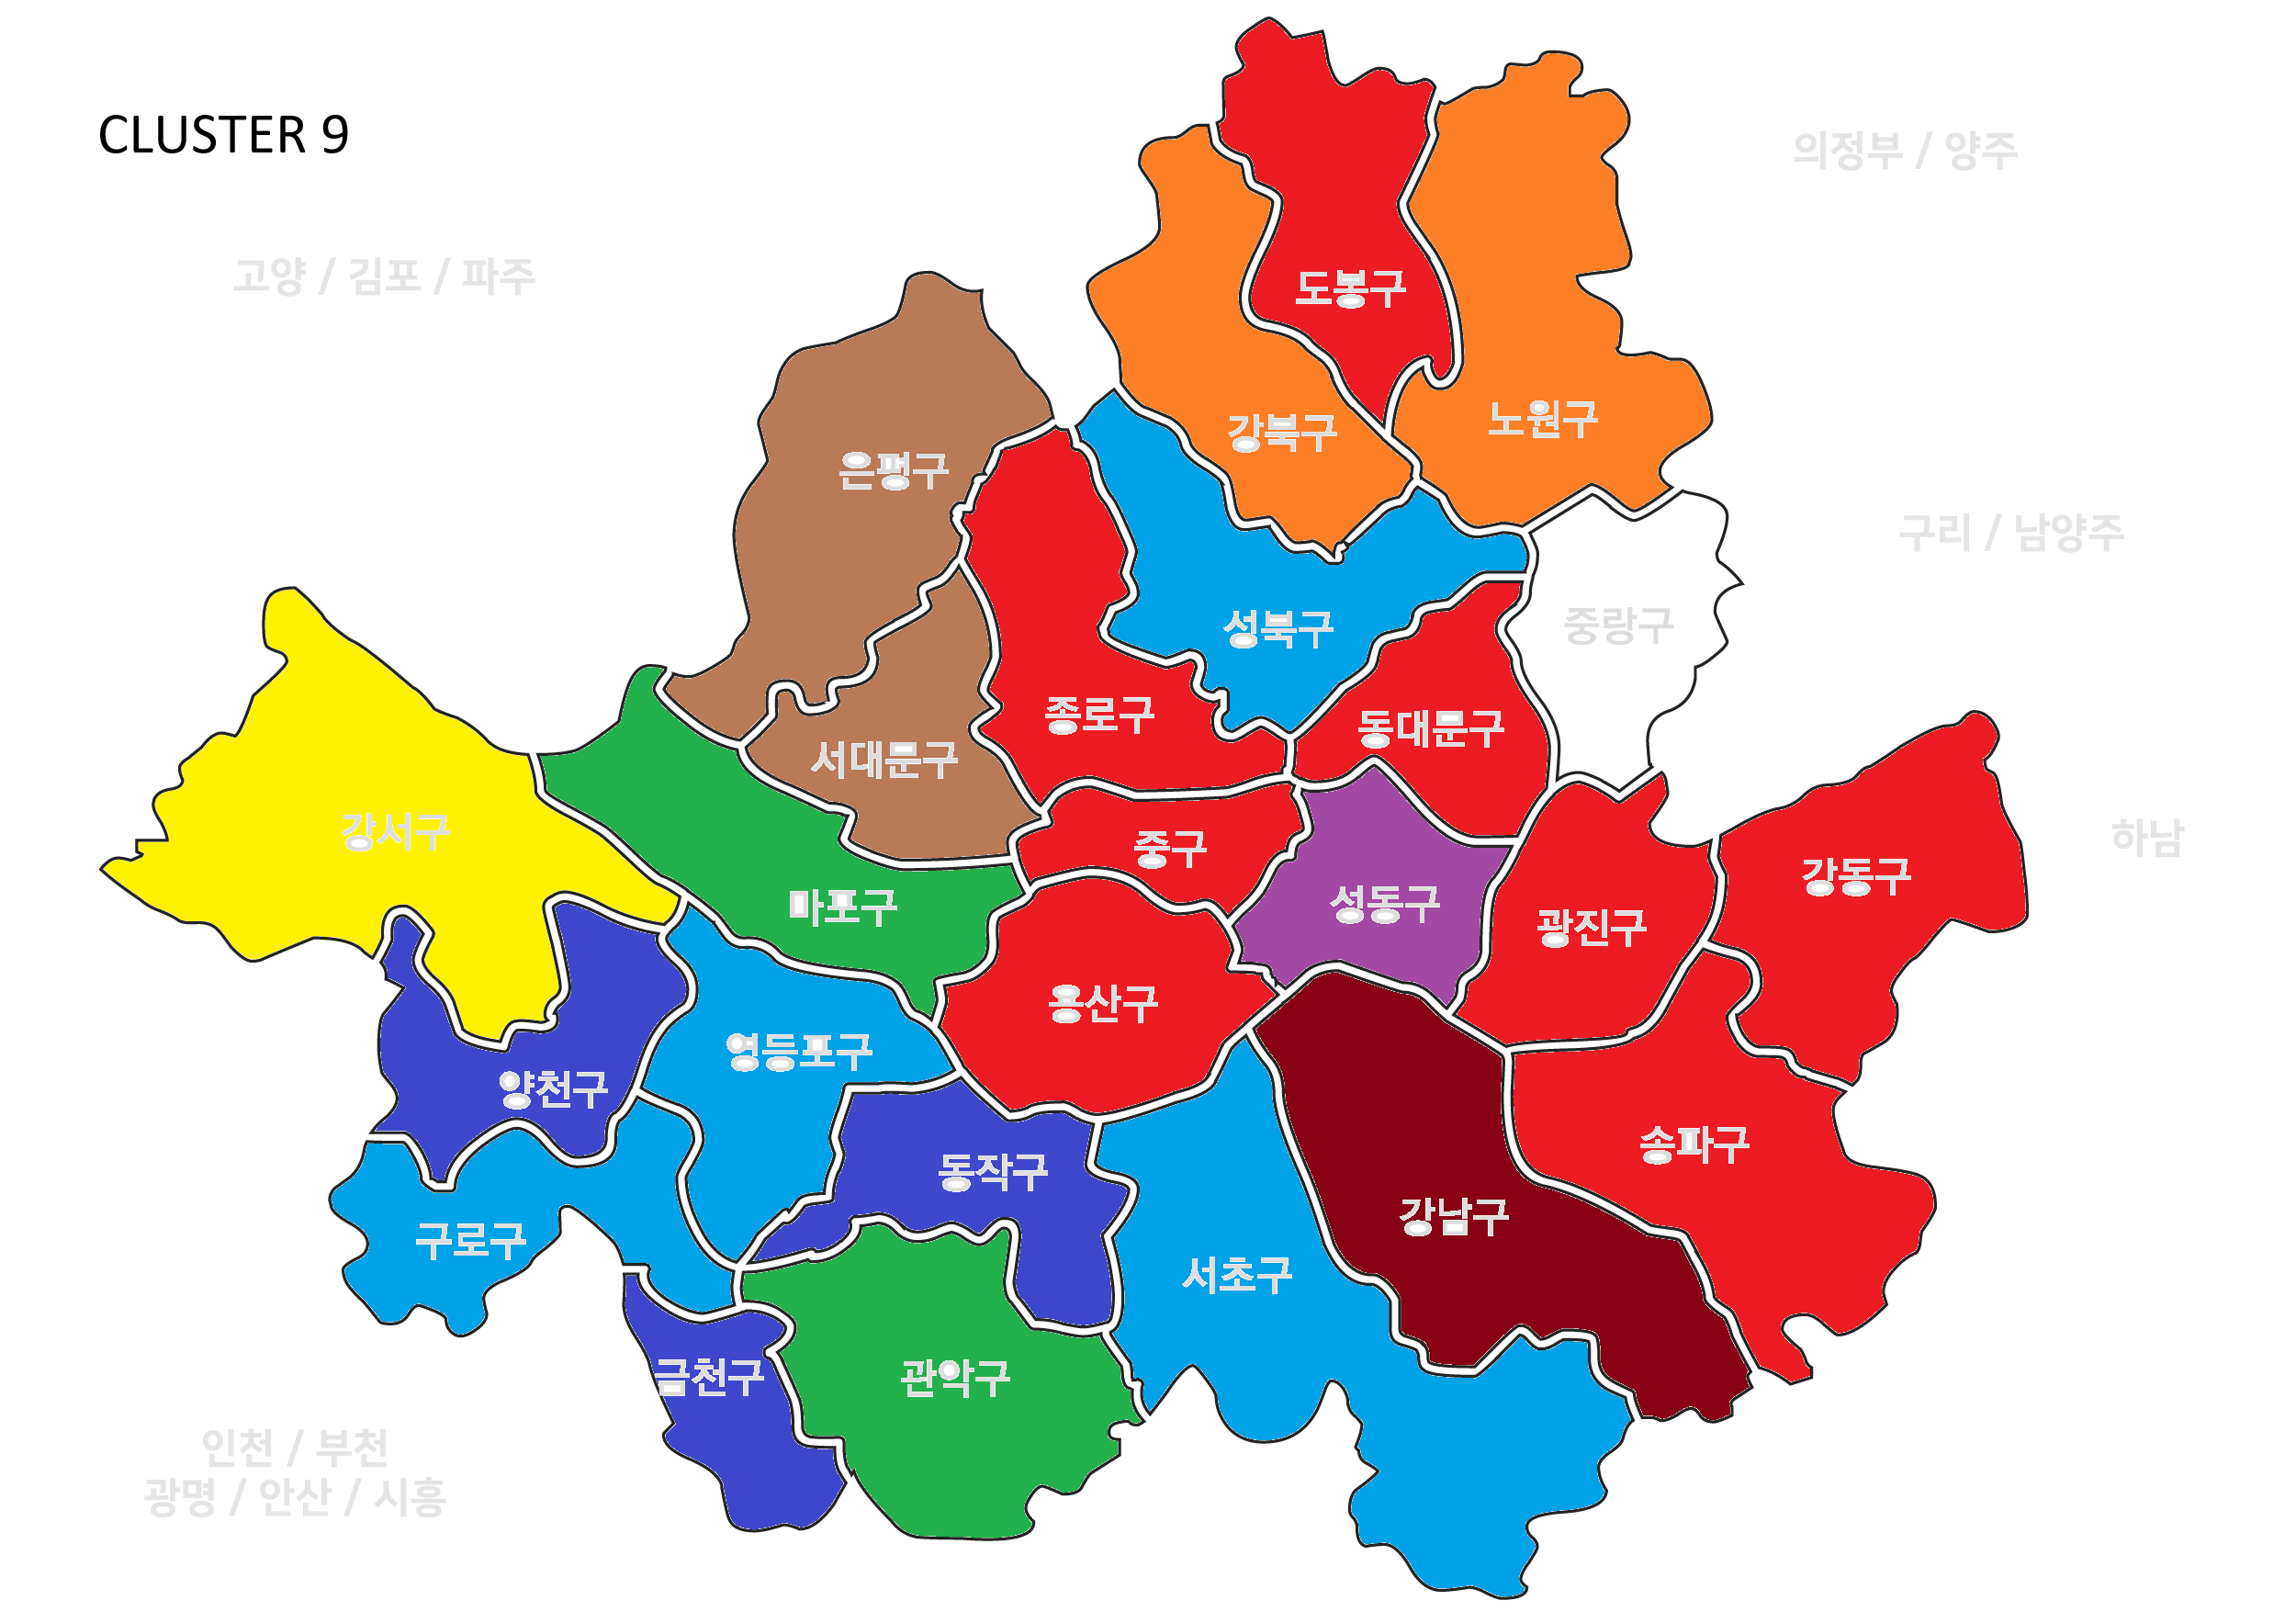 CLUSTER 9
의정부 / 양주
고양 / 김포 / 파주
도봉구
노원구
강북구
은평구
구리 / 남양주
성북구
중랑구
종로구
동대문구
서대문구
강서구
중구
하남
강동구
마포구
성동구
광진구
용산구
영등포구
양천구
송파구
동작구
강남구
구로구
서초구
금천구
관악구
인천 / 부천
광명 / 안산 / 시흥